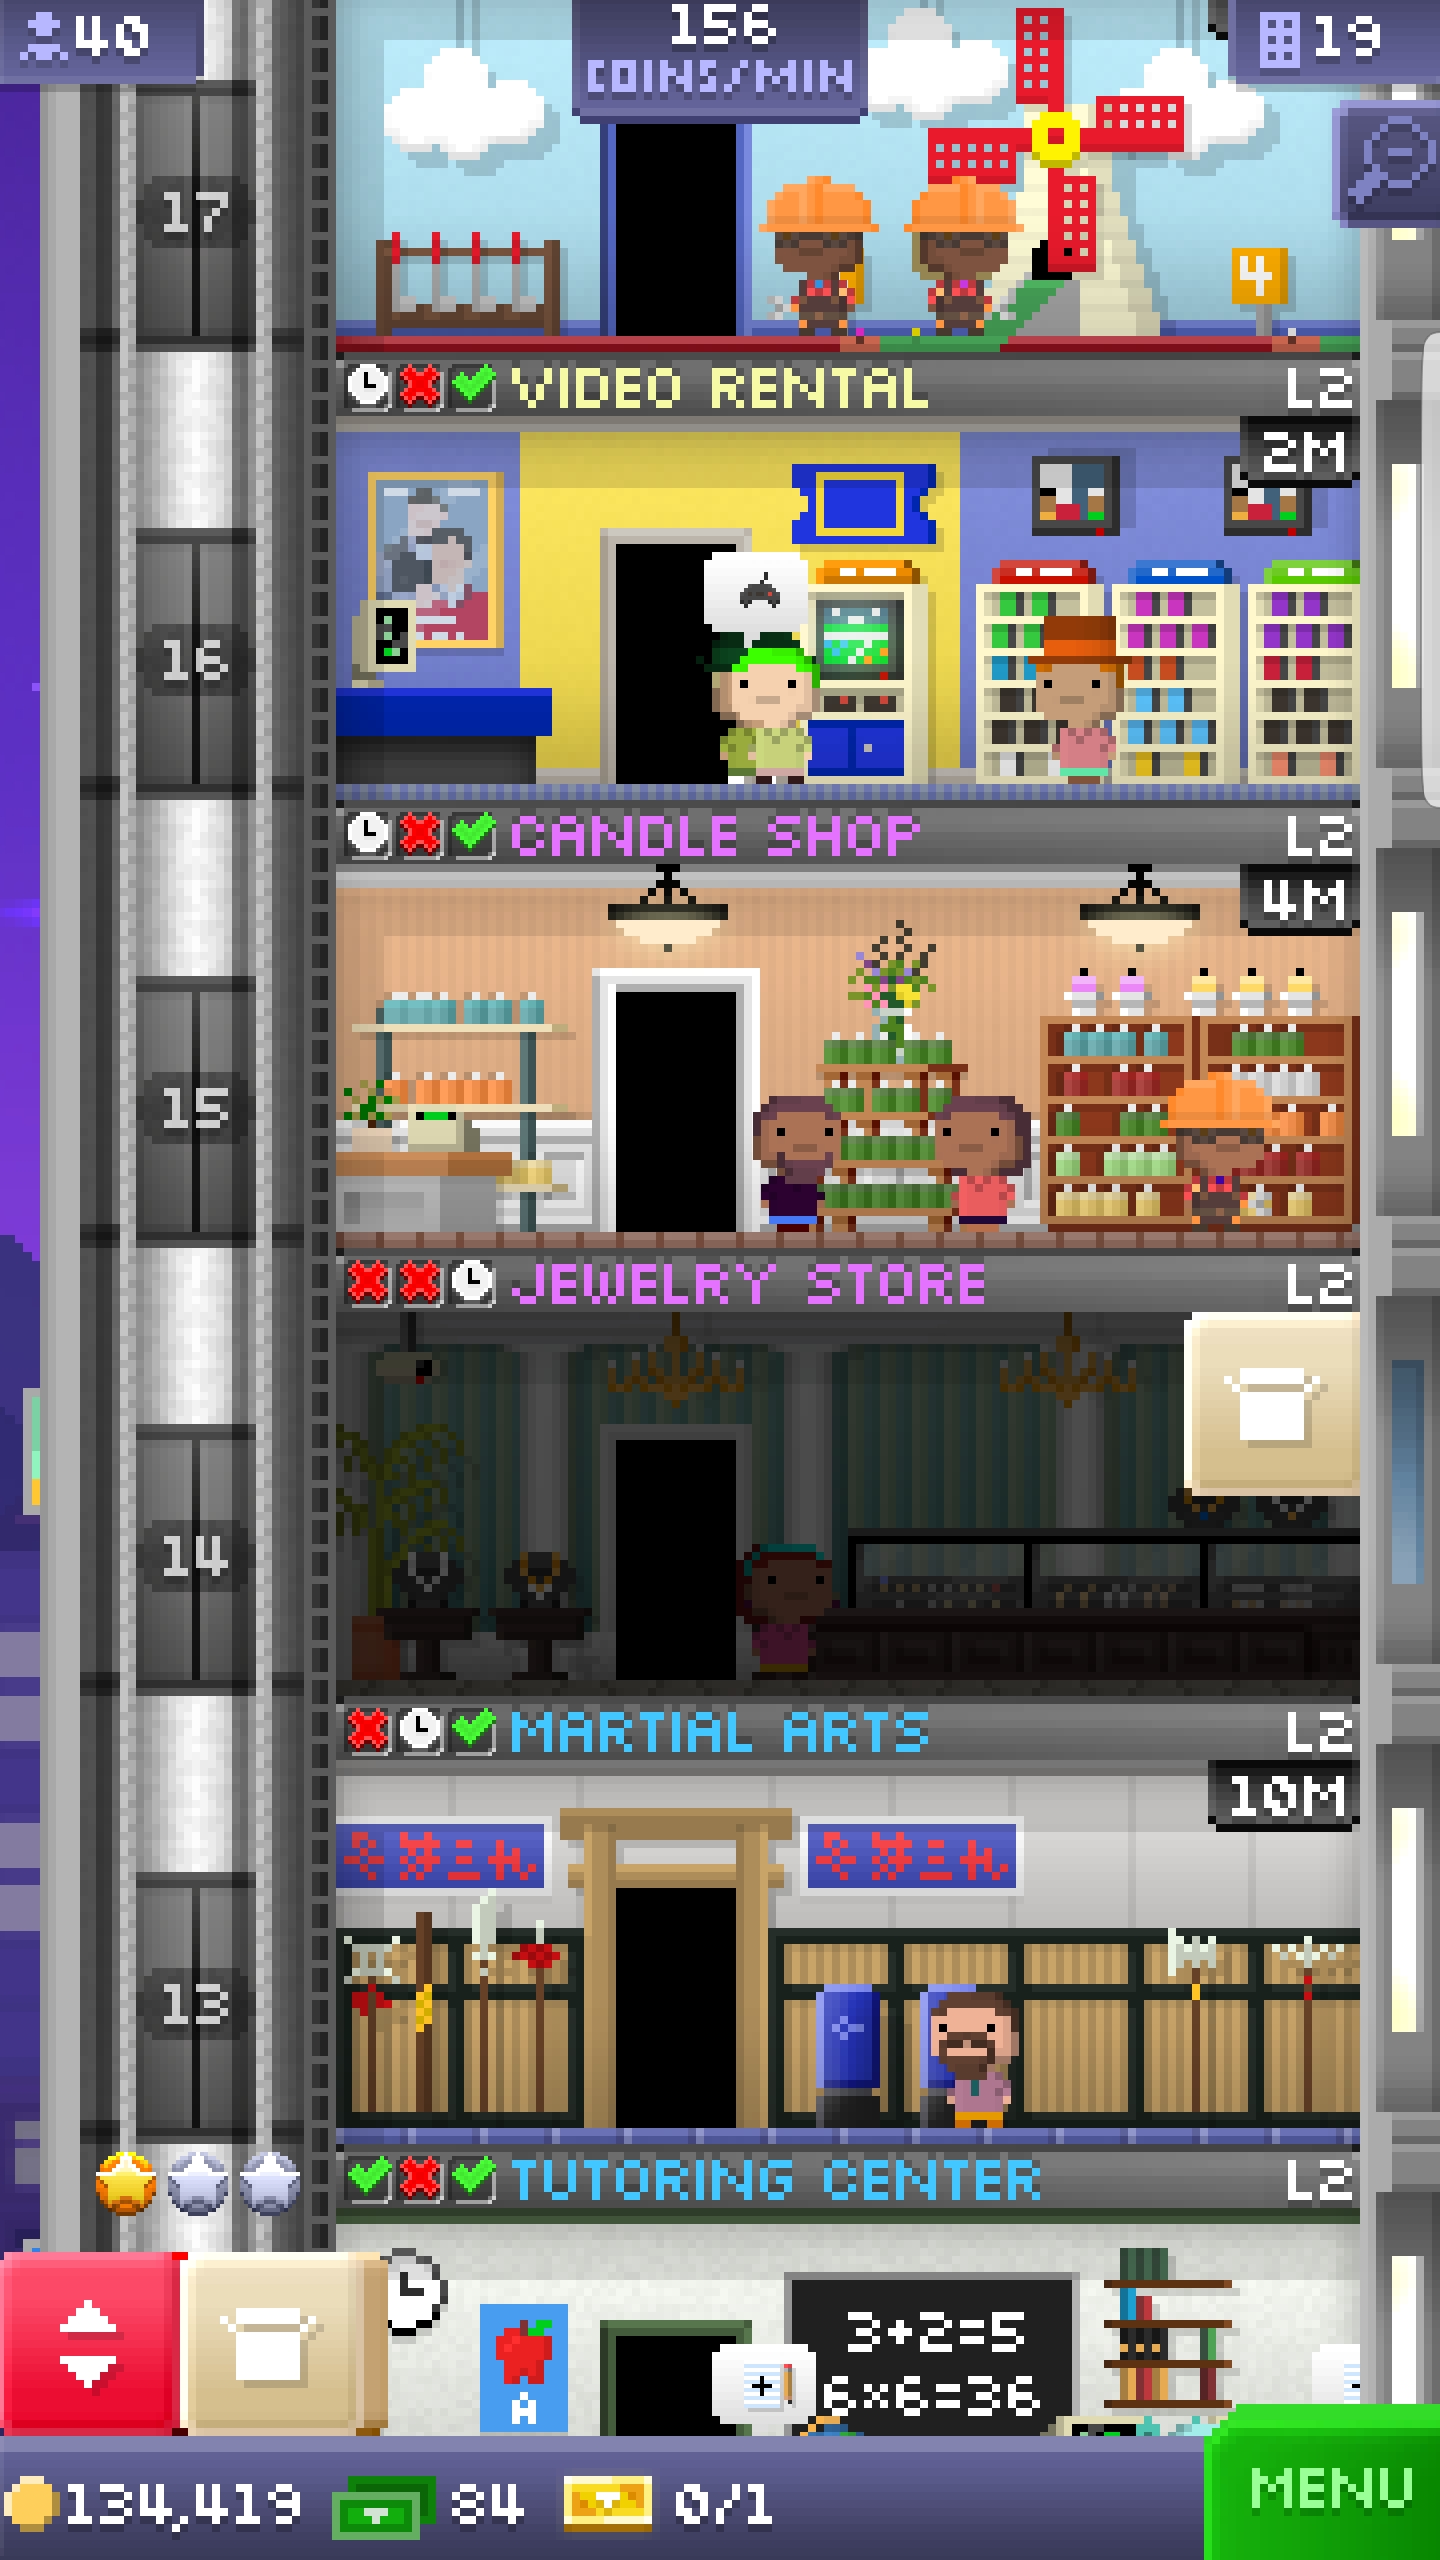 40
156
COINS/MIN
19
17
4
VIDEO RENTAL L2
2M
16
CANDLE SHOP L2
4M
15
JEWELRY STORE L2
14
MARTIAL ARTS L2
10M
13
TUTORING CENTER L2
3+2=5
6x6=36
A
134,419 84 0/1
MENU